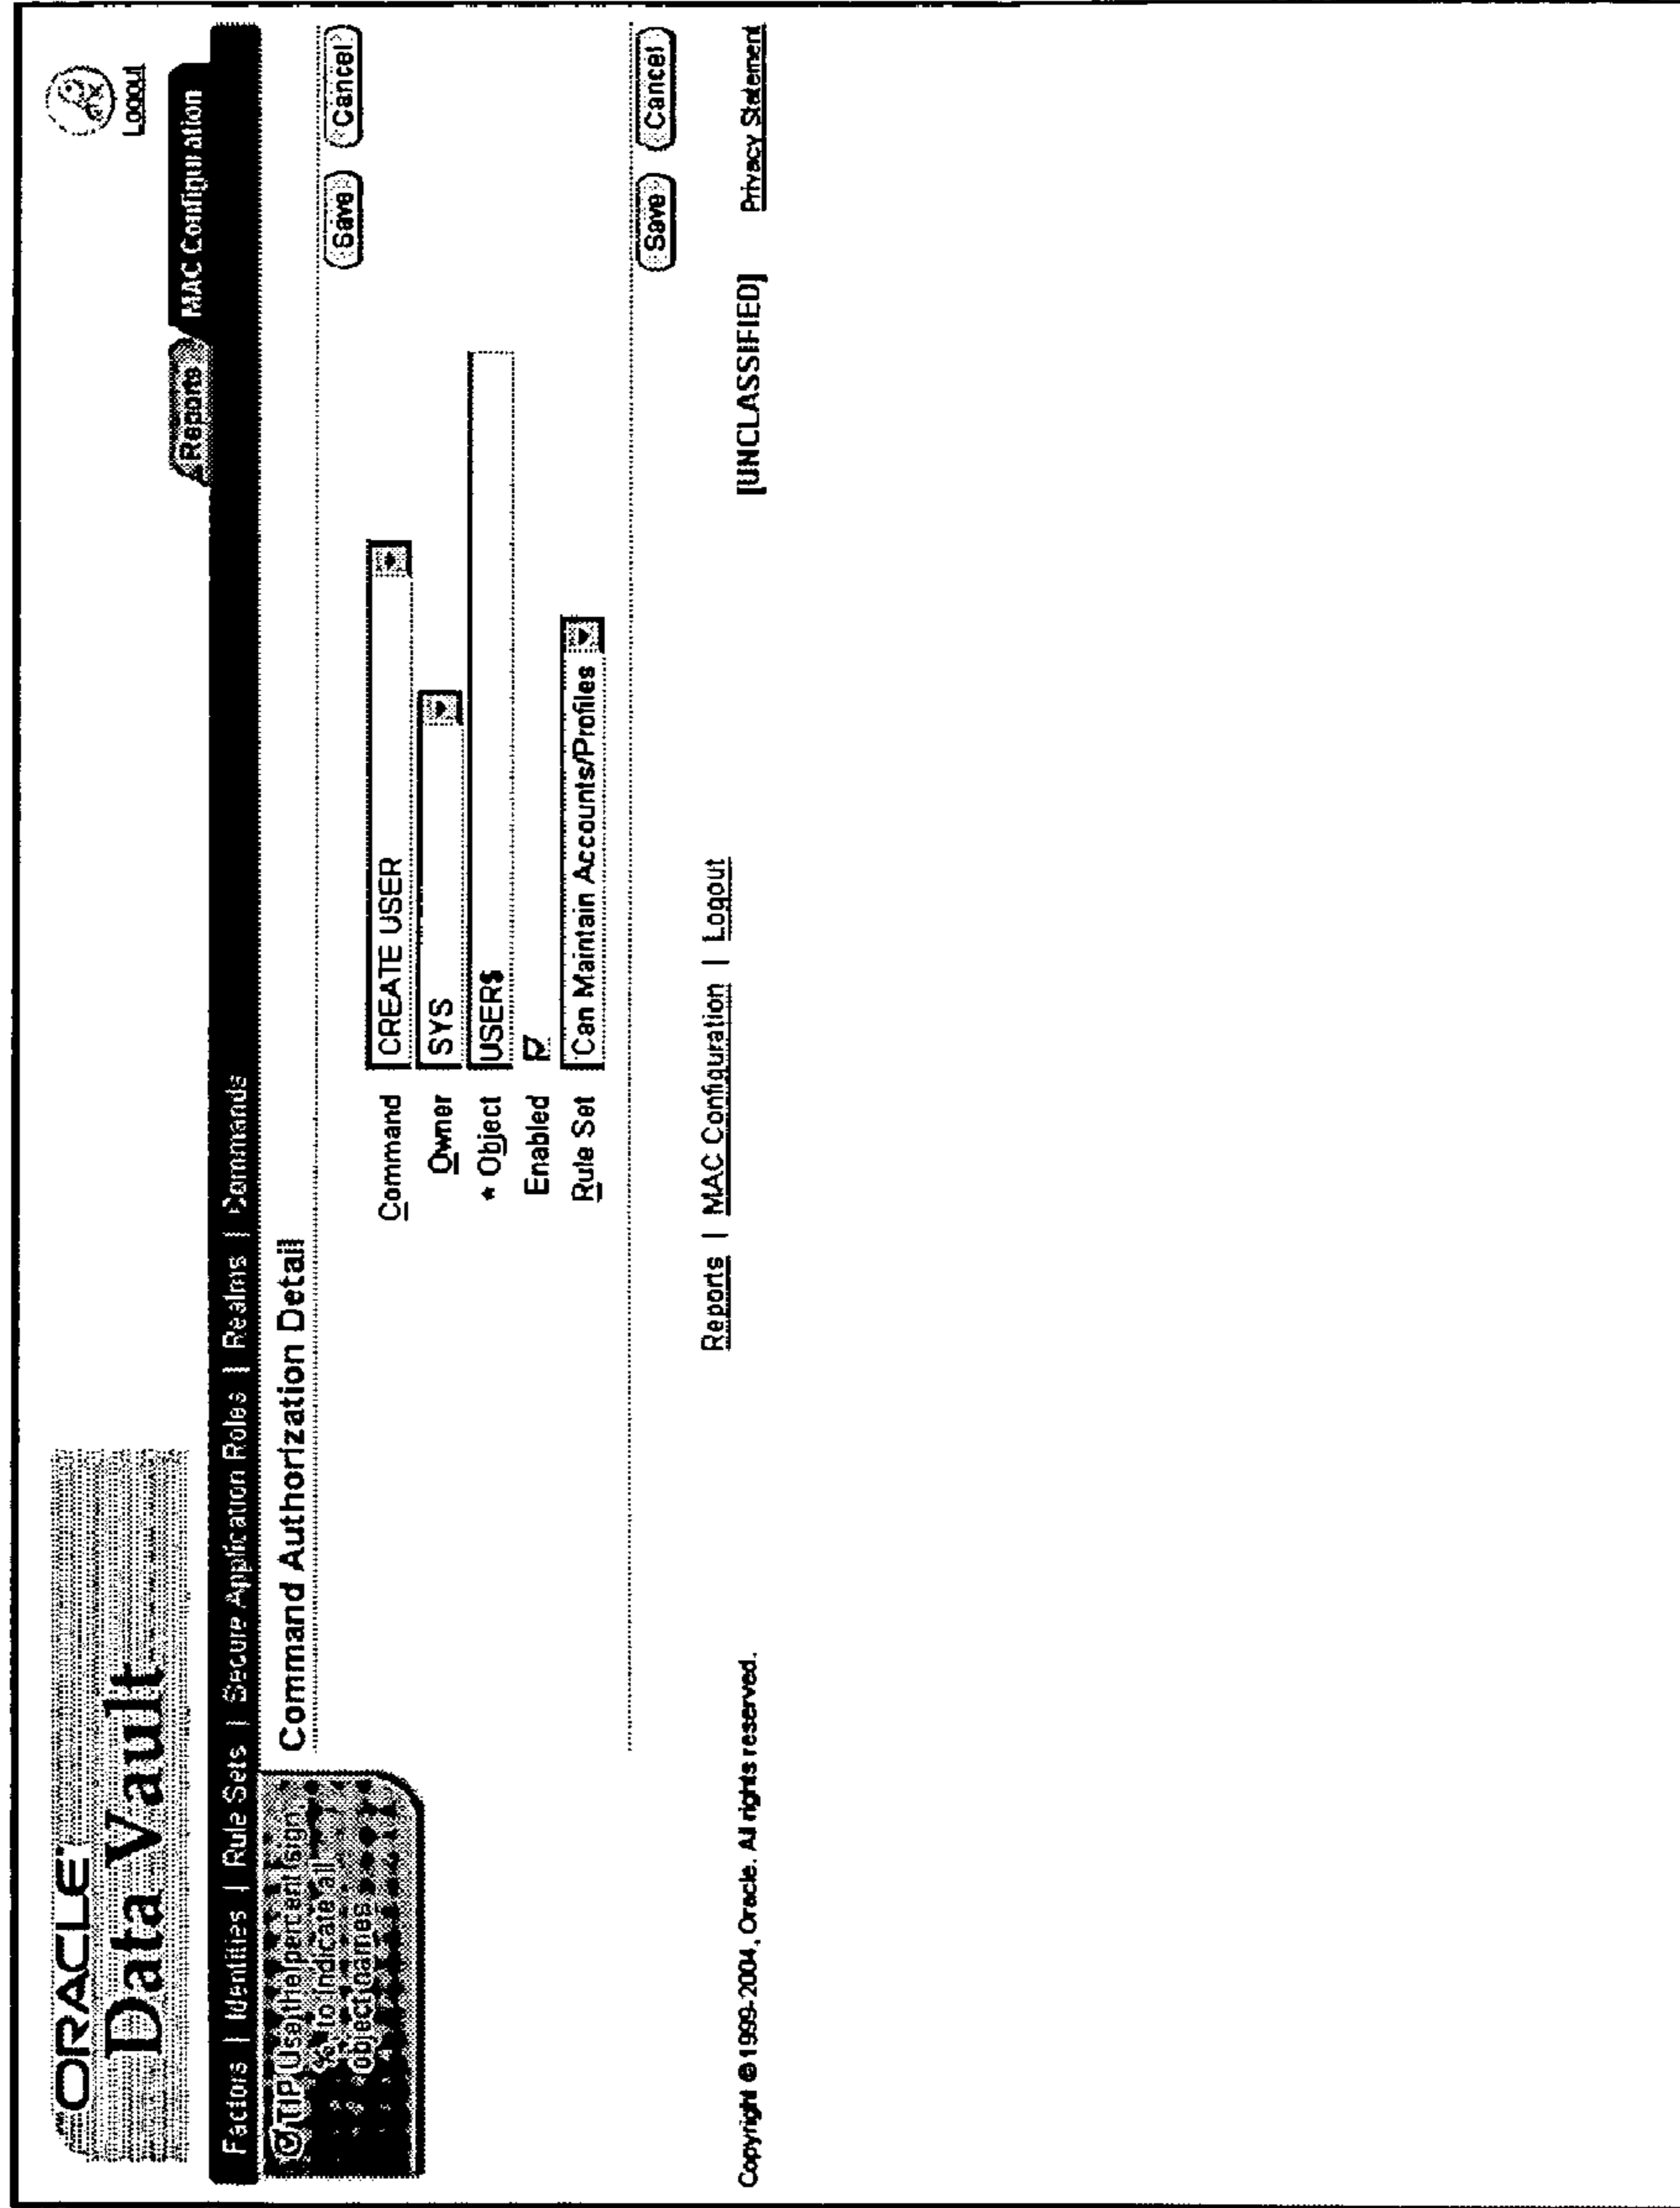 ORACLE
Data Vault
Logout
Reports
MAC Configuration
Factors | Identities | Rule Sets | Secure Application Roles | Realms | Commands
TIP Use the percent sign
% to indicate all
object names
Command Authorization Detail
Save Cancel
Command CREATE USER
Owner SYS
* Object USER$
Enabled
Rule Set Can Maintain Accounts/Profiles
Save Cancel
Reports | MAC Configuration | Logout
Copyright © 1999-2004, Oracle. All rights reserved.
[UNCLASSIFIED]
Privacy Statement